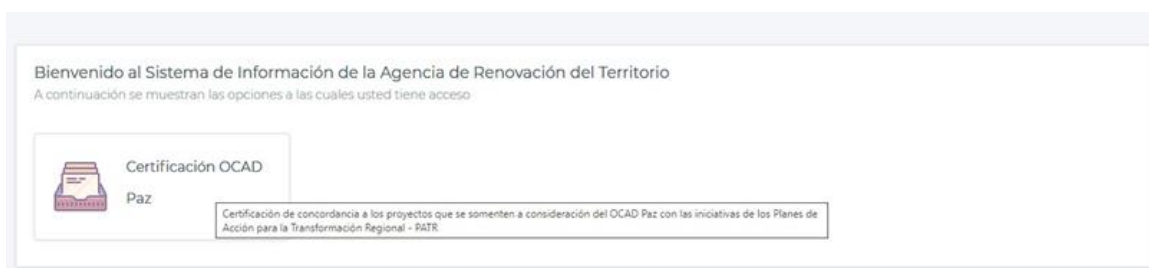 Bienvenido al Sistema de Información de la Agencia de Renovación del Territorio
A continuación se muestran las opciones a las cuales usted tiene acceso
Certificación OCAD
Paz
Certificación de concordancia a los proyectos que se somenten a consideración del OCAD Paz con las iniciativas de los Planes de
Acción para la Transformación Regional - PATR